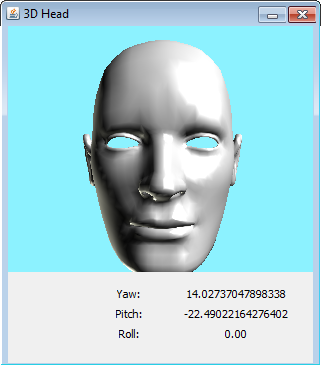 3D Head
Yaw: 14.02737047898338
Pitch: -22.49022164276402
Roll: 0.00